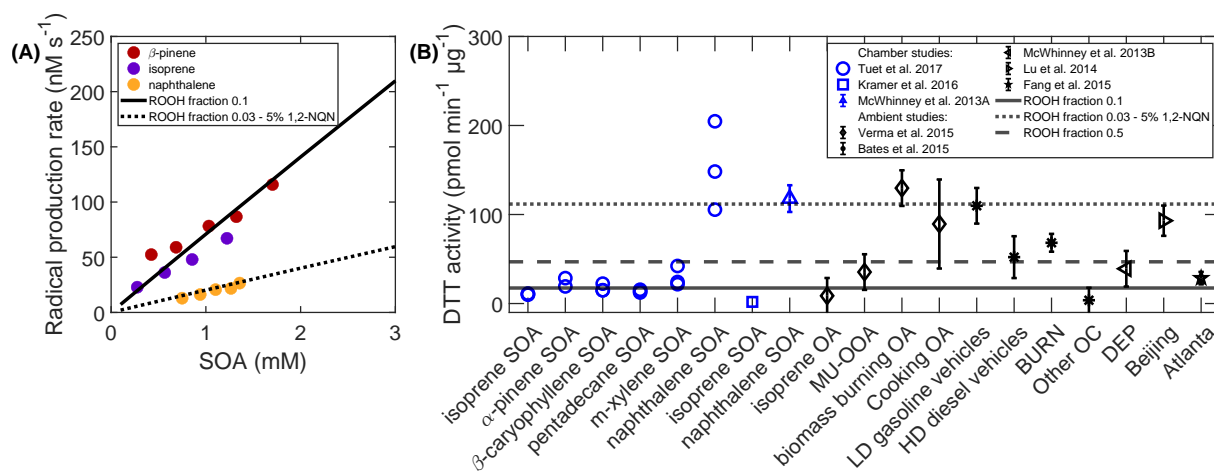 (A)
Radical production rate (nM s⁻¹)
250
200
150
100
50
0
0
1
2
3
SOA (mM)
β-pinene
isoprene
naphthalene
ROOH fraction 0.1
ROOH fraction 0.03 - 5% 1,2-NQN
(B)
DTT activity (pmol min⁻¹ μg⁻¹)
300
200
100
0
Chamber studies:
Tuet et al. 2017
Kramer et al. 2016
McWhinney et al. 2013A
Ambient studies:
Verma et al. 2015
Bates et al. 2015
McWhinney et al. 2013B
Lu et al. 2014
Fang et al. 2015
ROOH fraction 0.1
ROOH fraction 0.03 - 5% 1,2-NQN
ROOH fraction 0.5
isoprene SOA
α-pinene SOA
β-caryophyllene SOA
pentadecane SOA
m-xylene SOA
naphthalene SOA
isoprene SOA
naphthalene SOA
isoprene OA
MU-OOA
biomass burning OA
Cooking OA
LD gasoline vehicles
HD diesel vehicles
BURN
Other OC
DEP
Beijing
Atlanta